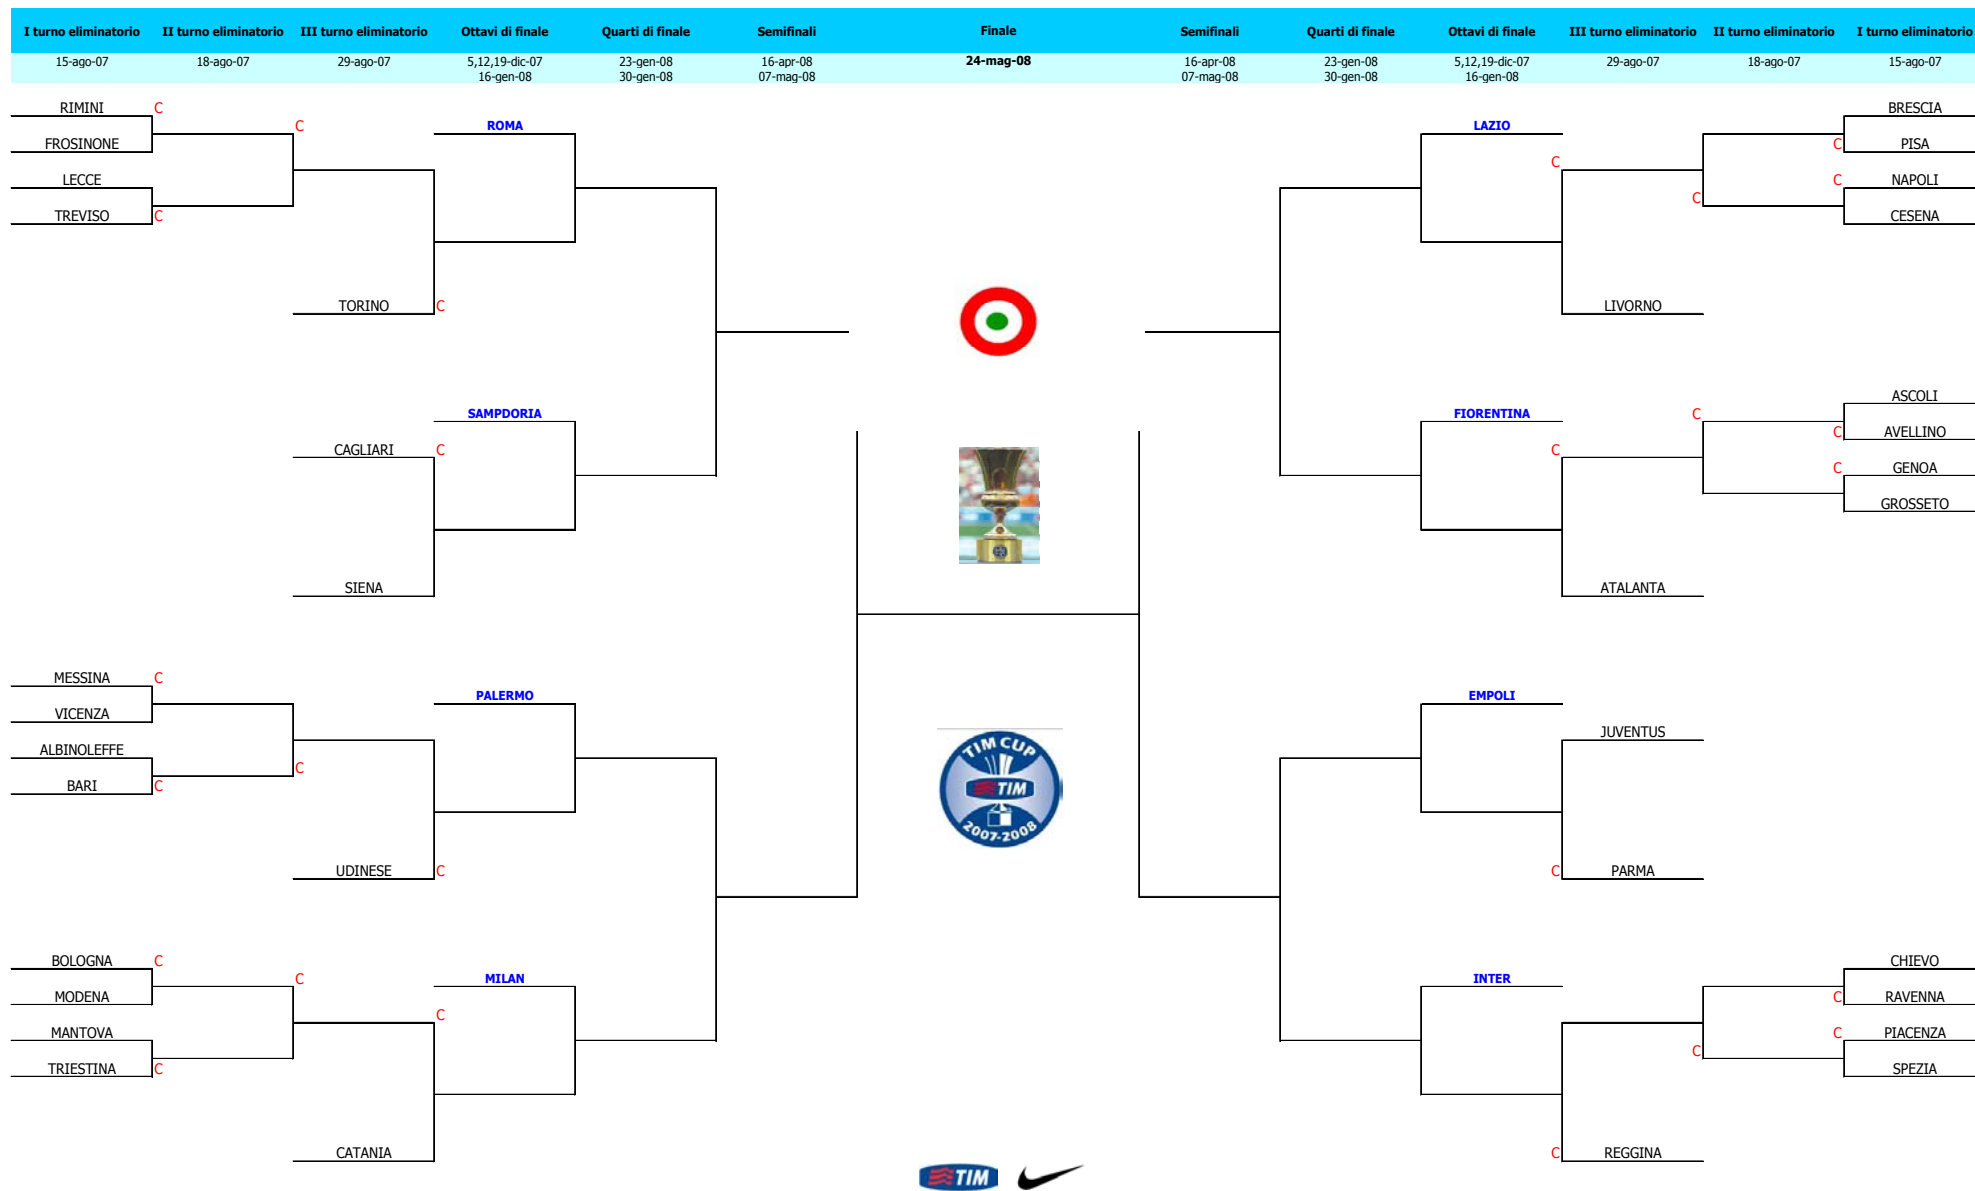 I turno eliminatorio II turno eliminatorio III turno eliminatorio Ottavi di finale Quarti di finale Semifinali Finale Semifinali Quarti di finale Ottavi di finale III turno eliminatorio II turno eliminatorio I turno eliminatorio
15-ago-07 18-ago-07 29-ago-07 5,12,19-dic-07 23-gen-08 16-apr-08 24-mag-08 16-apr-08 23-gen-08 5,12,19-dic-07 29-ago-07 18-ago-07 15-ago-07
16-gen-08 30-gen-08 07-mag-08 07-mag-08 30-gen-08 16-gen-08
RIMINI C BRESCIA
C ROMA LAZIO
FROSINONE C PISA
C
LECCE C NAPOLI
C
TREVISO C CESENA
TORINO C LIVORNO
ASCOLI
SAMPDORIA FIORENTINA C
C AVELLINO
CAGLIARI C C
C GENOA
GROSSETO
SIENA ATALANTA
MESSINA C
PALERMO EMPOLI
VICENZA
JUVENTUS
ALBINOLEFFE
C
BARI C
TIM CUP
TIM
2007-2008
UDINESE C C PARMA
BOLOGNA C CHIEVO
C MILAN INTER
MODENA C RAVENNA
C
MANTOVA C PIACENZA
C
TRIESTINA C SPEZIA
CATANIA C REGGINA
TIM